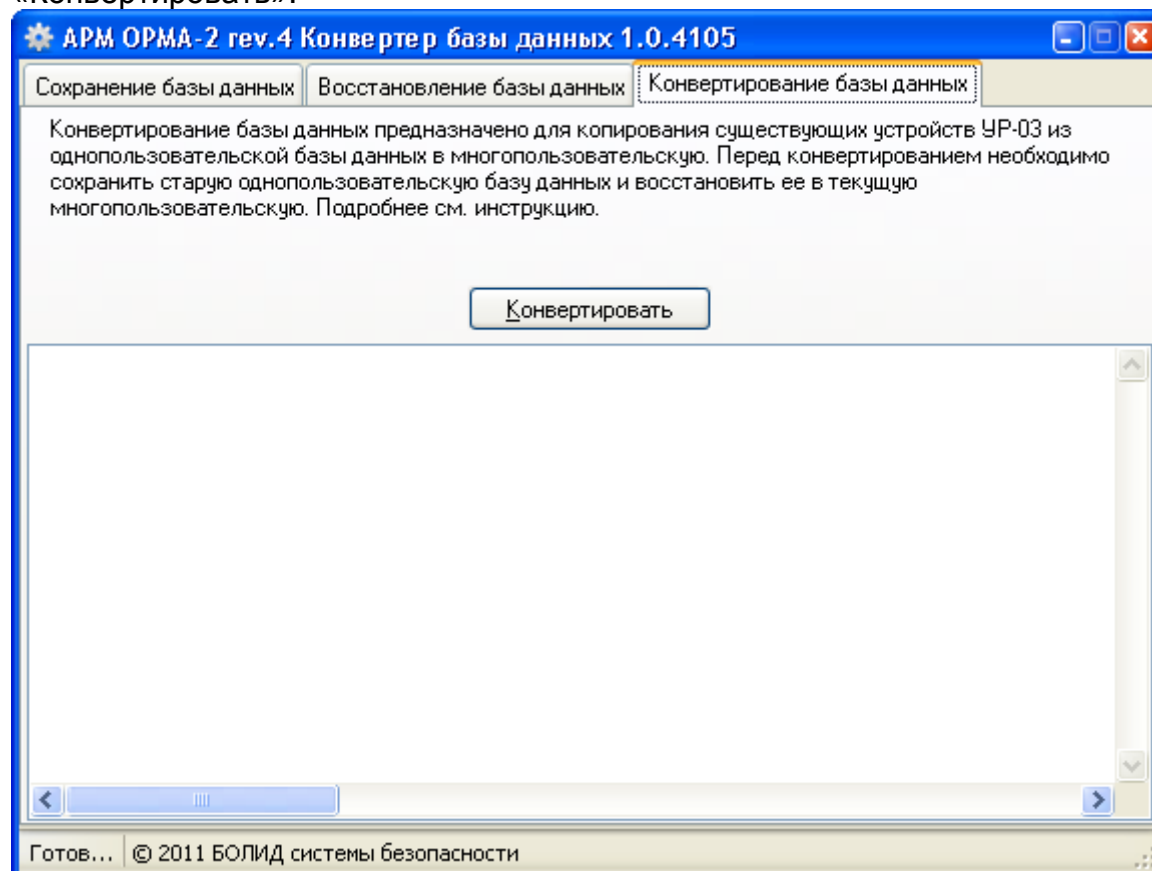 «Конвертировать».
АРМ ОРМА-2 rev.4 Конвертер базы данных 1.0.4105
Сохранение базы данных Восстановление базы данных Конвертирование базы данных
Конвертирование базы данных предназначено для копирования существующих устройств УР-03 из
однопользовательской базы данных в многопользовательскую. Перед конвертированием необходимо
сохранить старую однопользовательскую базу данных и восстановить ее в текущую
многопользовательскую. Подробнее см. инструкцию.
Конвертировать
Готов... © 2011 БОЛИД системы безопасности